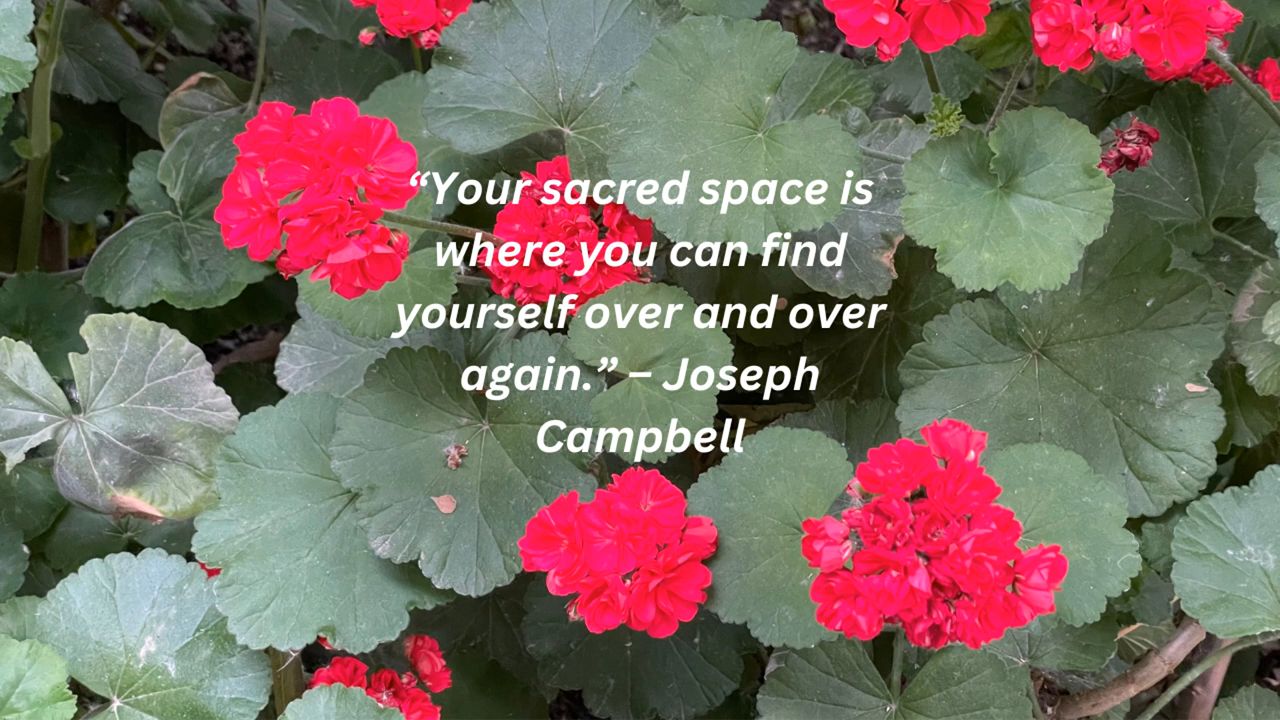 “Your sacred space is
where you can find
yourself over and over
again.” – Joseph
Campbell